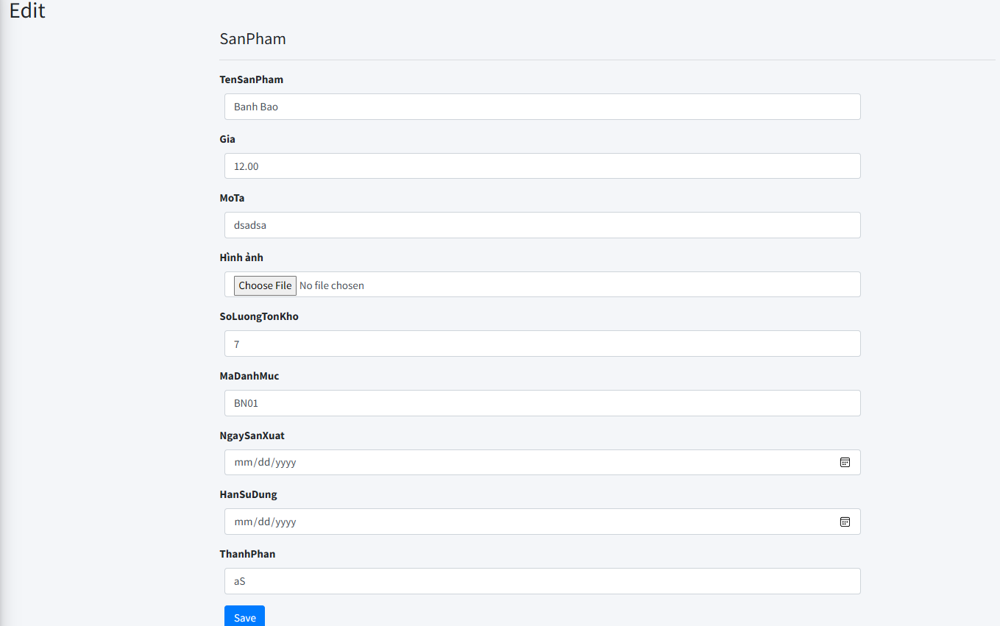 Edit
SanPham
TenSanPham
Banh Bao
Gia
12.00
MoTa
dsadsa
Hình ảnh
Choose File No file chosen
SoLuongTonKho
7
MaDanhMuc
BN01
NgaySanXuat
mm/dd/yyyy
HanSuDung
mm/dd/yyyy
ThanhPhan
aS
Save